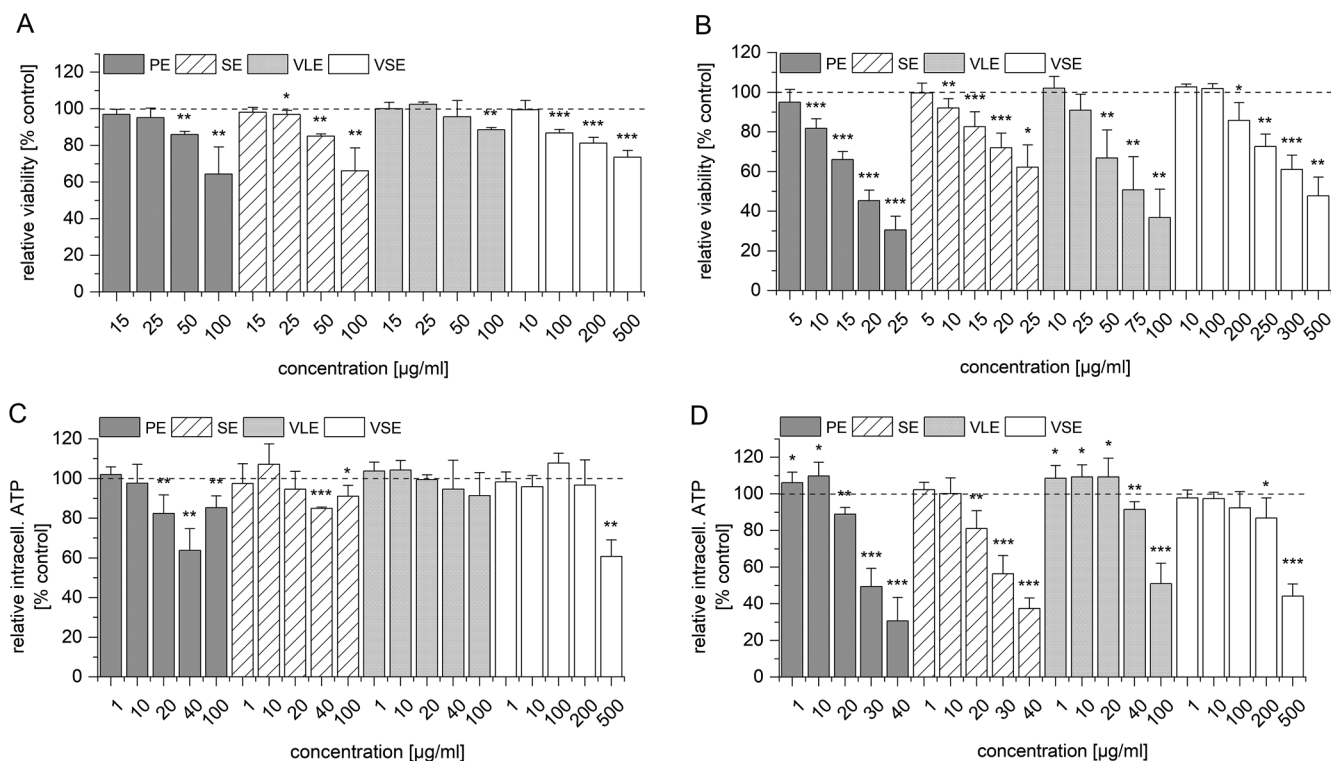 A
PE SE VLE VSE
relative viability [% control]
120
100
80
60
40
20
0
* ** ** ** ** ** *** *** ***
15 25 50 100 15 25 50 100 15 25 50 100 10 100 200 500
concentration [µg/ml]
B
PE SE VLE VSE
relative viability [% control]
120
100
80
60
40
20
0
*** *** *** *** ** *** *** * ** ** ** * ** *** **
5 10 15 20 25 5 10 15 20 25 10 25 50 75 100 10 100 200 250 300 500
concentration [µg/ml]
C
PE SE VLE VSE
relative intracell. ATP
[% control]
120
100
80
60
40
20
0
** ** ** *** * **
1 10 20 40 100 1 10 20 40 100 1 10 20 40 100 1 10 100 200 500
concentration [µg/ml]
D
PE SE VLE VSE
relative intracell. ATP
[% control]
120
100
80
60
40
20
0
* * ** *** *** ** *** *** * * * ** *** * ***
1 10 20 30 40 1 10 20 30 40 1 10 20 40 100 1 10 100 200 500
concentration [µg/ml]